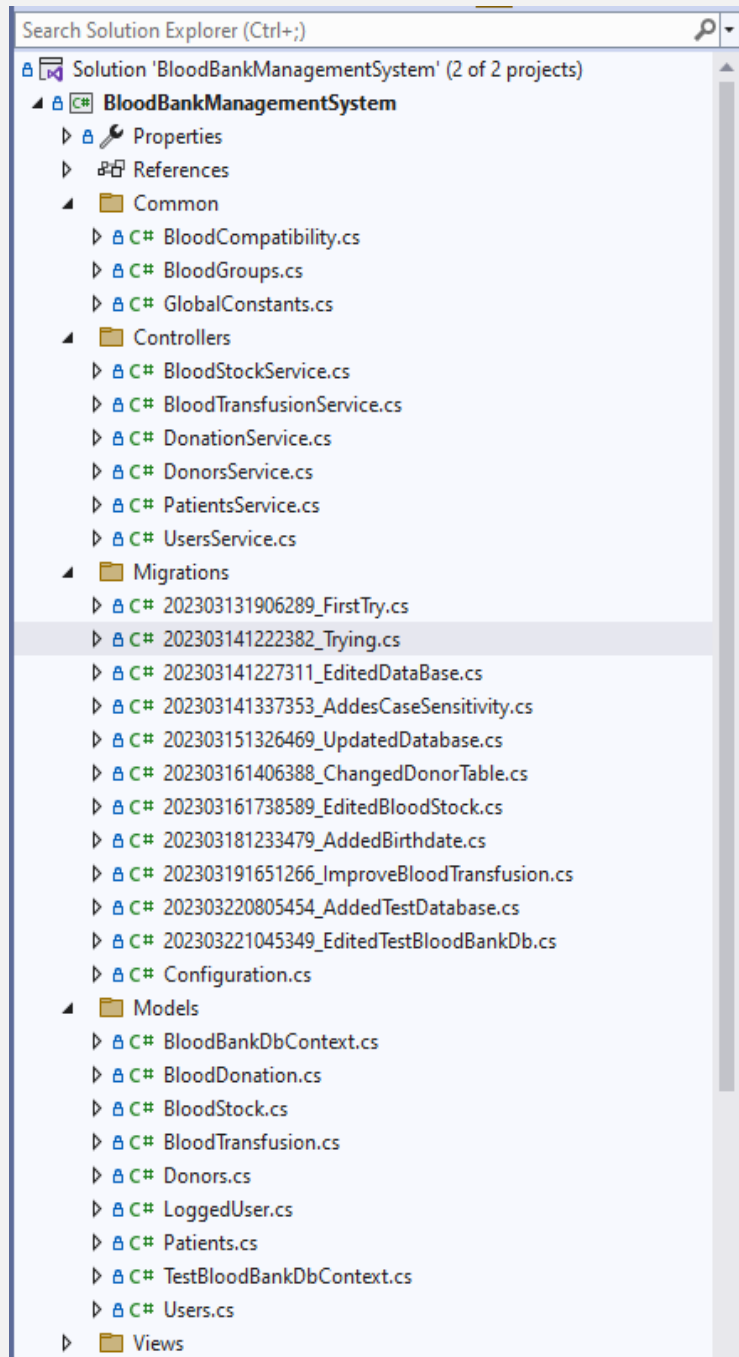 Search Solution Explorer (Ctrl+;)
Solution 'BloodBankManagementSystem' (2 of 2 projects)
C# BloodBankManagementSystem
Properties
References
Common
C# BloodCompatibility.cs
C# BloodGroups.cs
C# GlobalConstants.cs
Controllers
C# BloodStockService.cs
C# BloodTransfusionService.cs
C# DonationService.cs
C# DonorsService.cs
C# PatientsService.cs
C# UsersService.cs
Migrations
C# 202303131906289_FirstTry.cs
C# 202303141222382_Trying.cs
C# 202303141227311_EditedDataBase.cs
C# 202303141337353_AddesCaseSensitivity.cs
C# 202303151326469_UpdatedDatabase.cs
C# 202303161406388_ChangedDonorTable.cs
C# 202303161738589_EditedBloodStock.cs
C# 202303181233479_AddedBirthdate.cs
C# 202303191651266_ImproveBloodTransfusion.cs
C# 202303220805454_AddedTestDatabase.cs
C# 202303221045349_EditedTestBloodBankDb.cs
C# Configuration.cs
Models
C# BloodBankDbContext.cs
C# BloodDonation.cs
C# BloodStock.cs
C# BloodTransfusion.cs
C# Donors.cs
C# LoggedUser.cs
C# Patients.cs
C# TestBloodBankDbContext.cs
C# Users.cs
Views